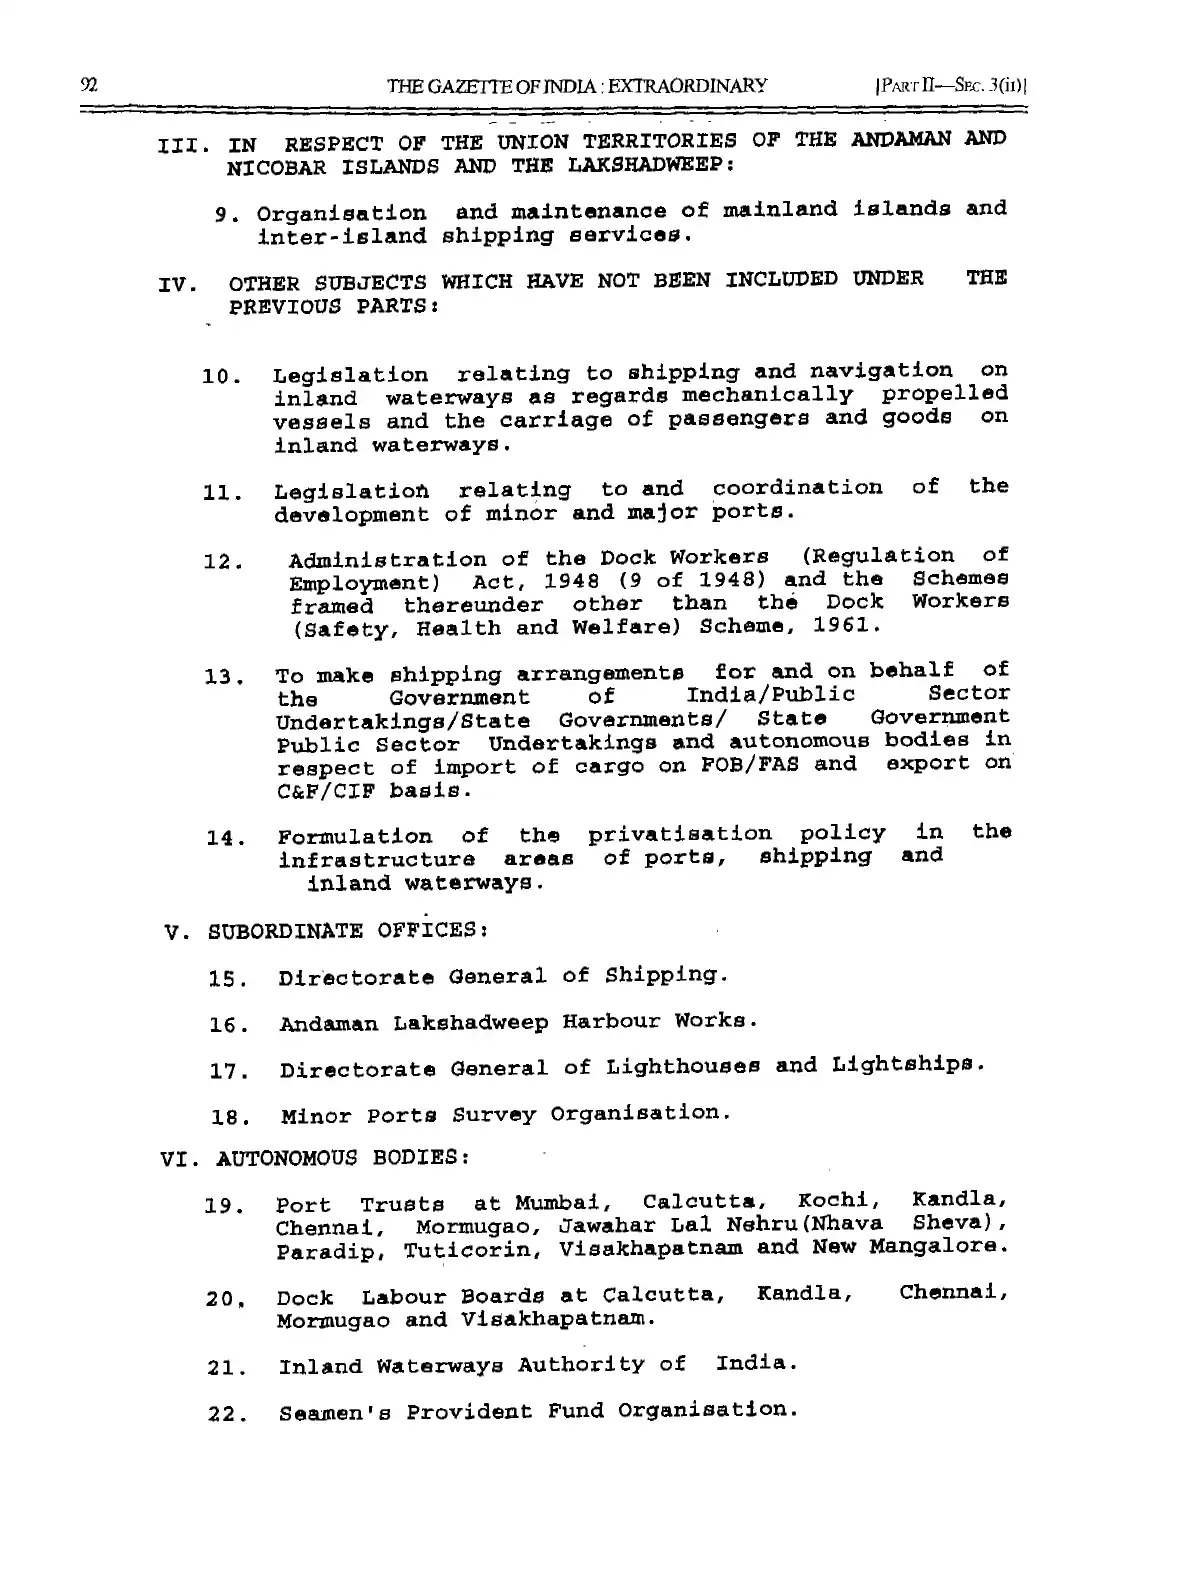 92 THE GAZETTE OF INDIA : EXTRAORDINARY [PART II—SEC. 3(ii)]
III. IN RESPECT OF THE UNION TERRITORIES OF THE ANDAMAN AND
NICOBAR ISLANDS AND THE LAKSHADWEEP:
9. Organisation and maintenance of mainland islands and
inter-island shipping services.
IV. OTHER SUBJECTS WHICH HAVE NOT BEEN INCLUDED UNDER THE
PREVIOUS PARTS:
10. Legislation relating to shipping and navigation on
inland waterways as regards mechanically propelled
vessels and the carriage of passengers and goods on
inland waterways.
11. Legislation relating to and coordination of the
development of minor and major ports.
12. Administration of the Dock Workers (Regulation of
Employment) Act, 1948 (9 of 1948) and the Schemes
framed thereunder other than the Dock Workers
(Safety, Health and Welfare) Scheme, 1961.
13. To make shipping arrangements for and on behalf of
the Government of India/Public Sector
Undertakings/State Governments/ State Government
Public Sector Undertakings and autonomous bodies in
respect of import of cargo on FOB/FAS and export on
C&F/CIF basis.
14. Formulation of the privatisation policy in the
infrastructure areas of ports, shipping and
inland waterways.
V. SUBORDINATE OFFICES:
15. Directorate General of Shipping.
16. Andaman Lakshadweep Harbour Works.
17. Directorate General of Lighthouses and Lightships.
18. Minor Ports Survey Organisation.
VI. AUTONOMOUS BODIES:
19. Port Trusts at Mumbai, Calcutta, Kochi, Kandla,
Chennai, Mormugao, Jawahar Lal Nehru(Nhava Sheva),
Paradip, Tuticorin, Visakhapatnam and New Mangalore.
20. Dock Labour Boards at Calcutta, Kandla, Chennai,
Mormugao and Visakhapatnam.
21. Inland Waterways Authority of India.
22. Seamen's Provident Fund Organisation.